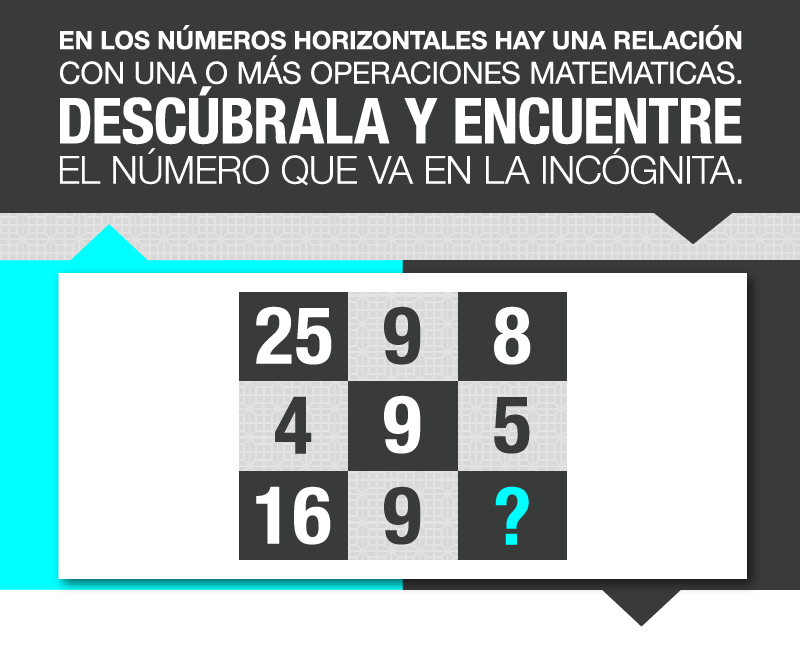 EN LOS NÚMEROS HORIZONTALES HAY UNA RELACIÓN
CON UNA O MÁS OPERACIONES MATEMATICAS.
DESCÚBRALA Y ENCUENTRE
EL NÚMERO QUE VA EN LA INCÓGNITA.
25 9 8
4 9 5
16 9 ?